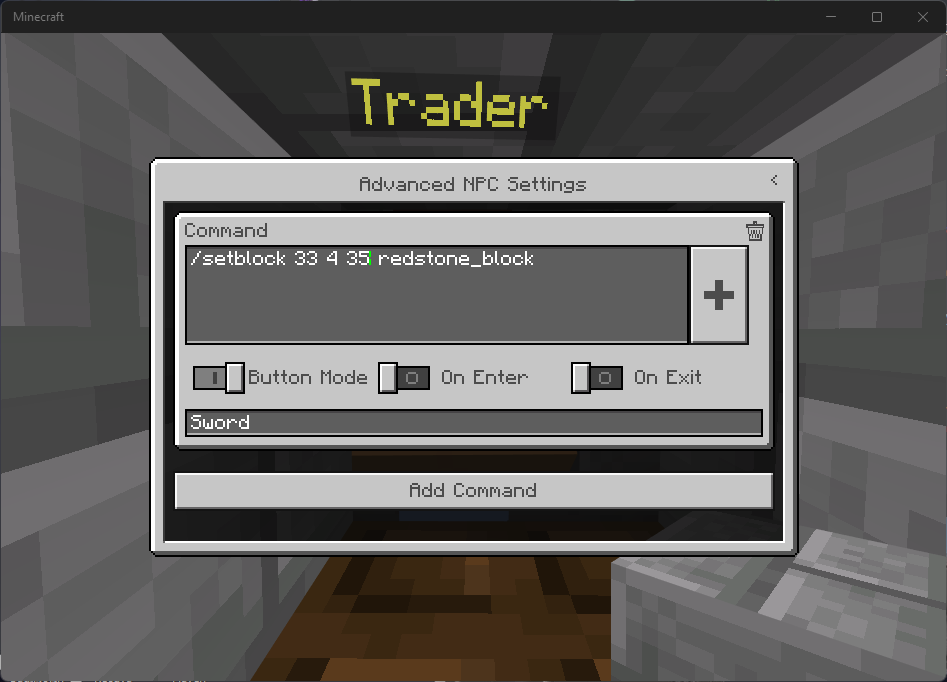 Minecraft
Trader
Advanced NPC Settings
Command
/setblock 33 4 35 redstone_block
Button Mode
On Enter
On Exit
Sword
Add Command